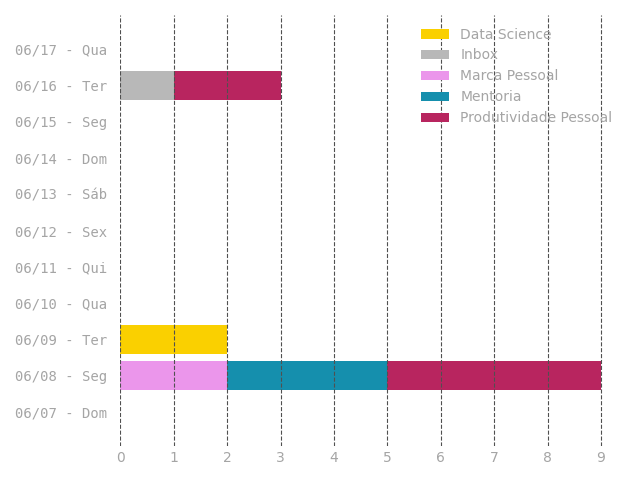 Data Science
Inbox
Marca Pessoal
Mentoria
Produtividade Pessoal
06/17 - Qua
06/16 - Ter
06/15 - Seg
06/14 - Dom
06/13 - Sáb
06/12 - Sex
06/11 - Qui
06/10 - Qua
06/09 - Ter
06/08 - Seg
06/07 - Dom
0 1 2 3 4 5 6 7 8 9